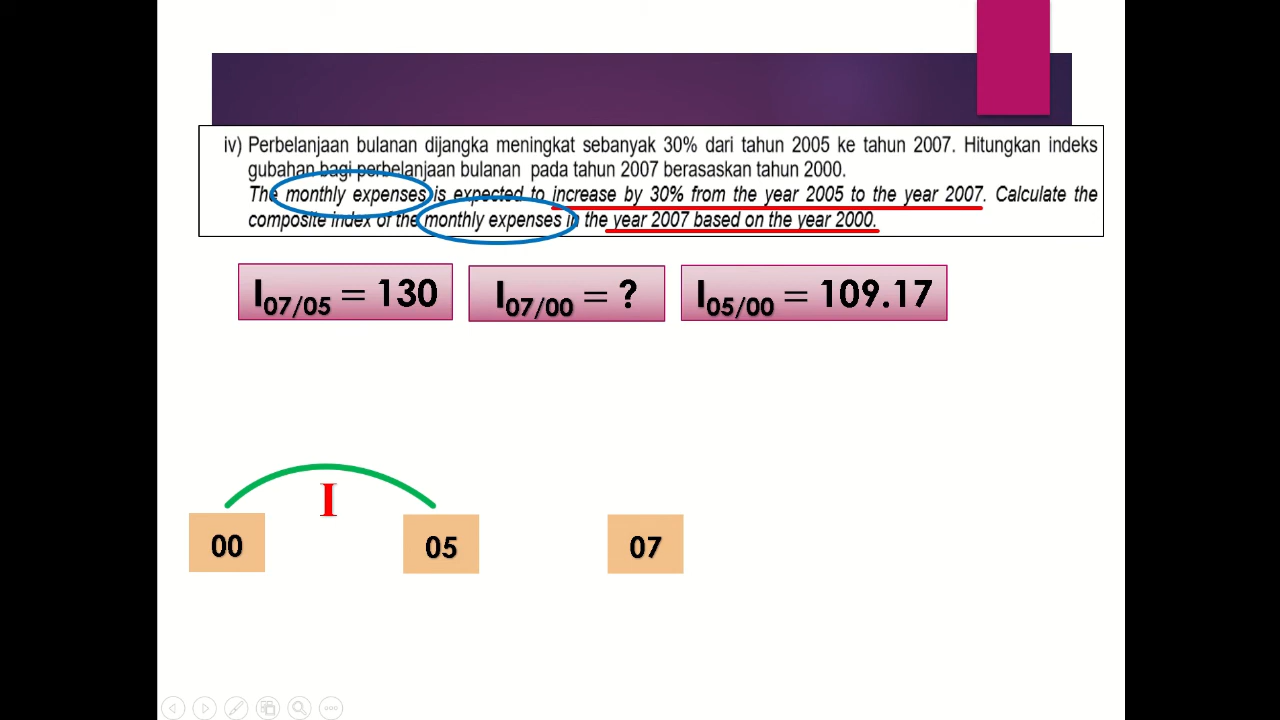 iv) Perbelanjaan bulanan dijangka meningkat sebanyak 30% dari tahun 2005 ke tahun 2007. Hitungkan indeks
gubahan bagi perbelanjaan bulanan pada tahun 2007 berasaskan tahun 2000.
The monthly expenses is expected to increase by 30% from the year 2005 to the year 2007. Calculate the
composite index of the monthly expenses in the year 2007 based on the year 2000.
I07/05 = 130 I07/00 = ? I05/00 = 109.17
I
00 05 07